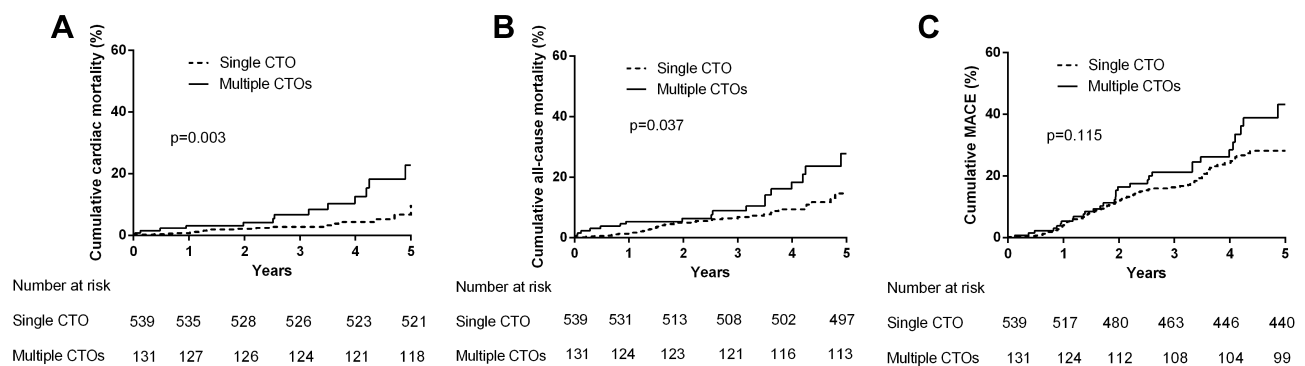 A
Cumulative cardiac mortality (%)
60
40
20
0
Single CTO
Multiple CTOs
p=0.003
0 1 2 3 4 5
Years
Number at risk
Single CTO 539 535 528 526 523 521
Multiple CTOs 131 127 126 124 121 118
B
Cumulative all-cause mortality (%)
60
40
20
0
Single CTO
Multiple CTOs
p=0.037
0 1 2 3 4 5
Years
Number at risk
Single CTO 539 531 513 508 502 497
Multiple CTOs 131 124 123 121 116 113
C
Cumulative MACE (%)
60
40
20
0
Single CTO
Multiple CTOs
p=0.115
0 1 2 3 4 5
Years
Number at risk
Single CTO 539 517 480 463 446 440
Multiple CTOs 131 124 112 108 104 99